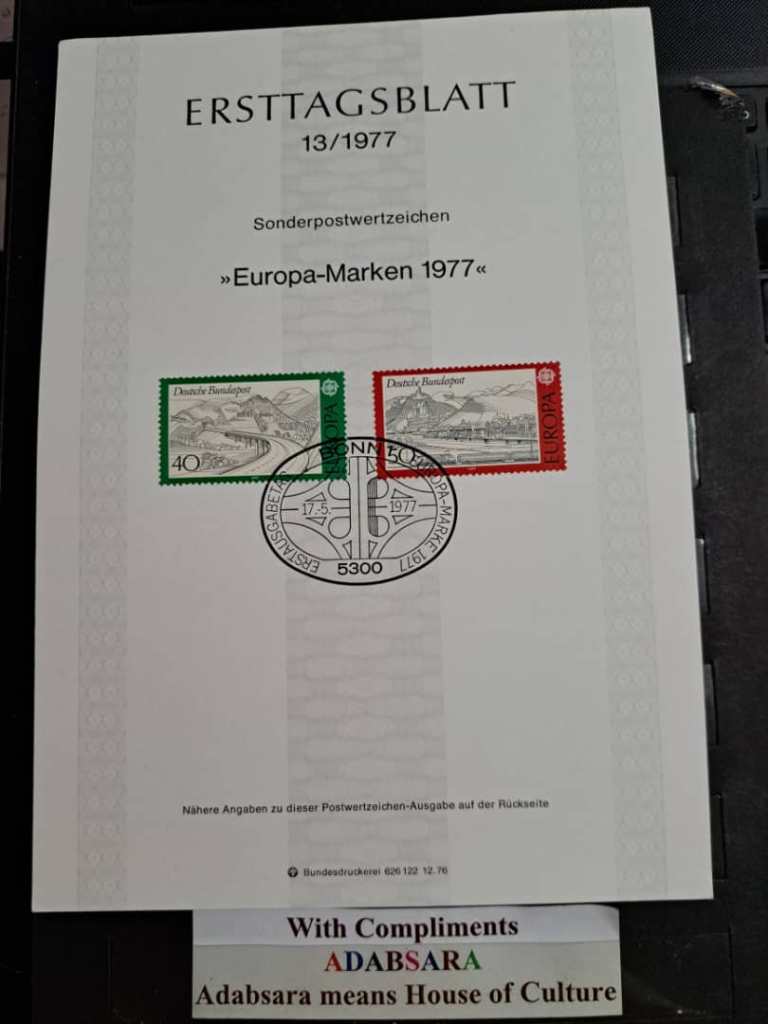 ERSTTAGSBLATT
13/1977
Sonderpostwertzeichen
»Europa-Marken 1977«
Deutsche Bundespost
EUROPA
40
Deutsche Bundespost
EUROPA
50
BONN
ERSTAUSGABETAG
EUROPA-MARKE 1977
17.-5.
1977
5300
Nähere Angaben zu dieser Postwertzeichen-Ausgabe auf der Rückseite
Bundesdruckerei 626 122 12.76
With Compliments
ADABSARA
Adabsara means House of Culture